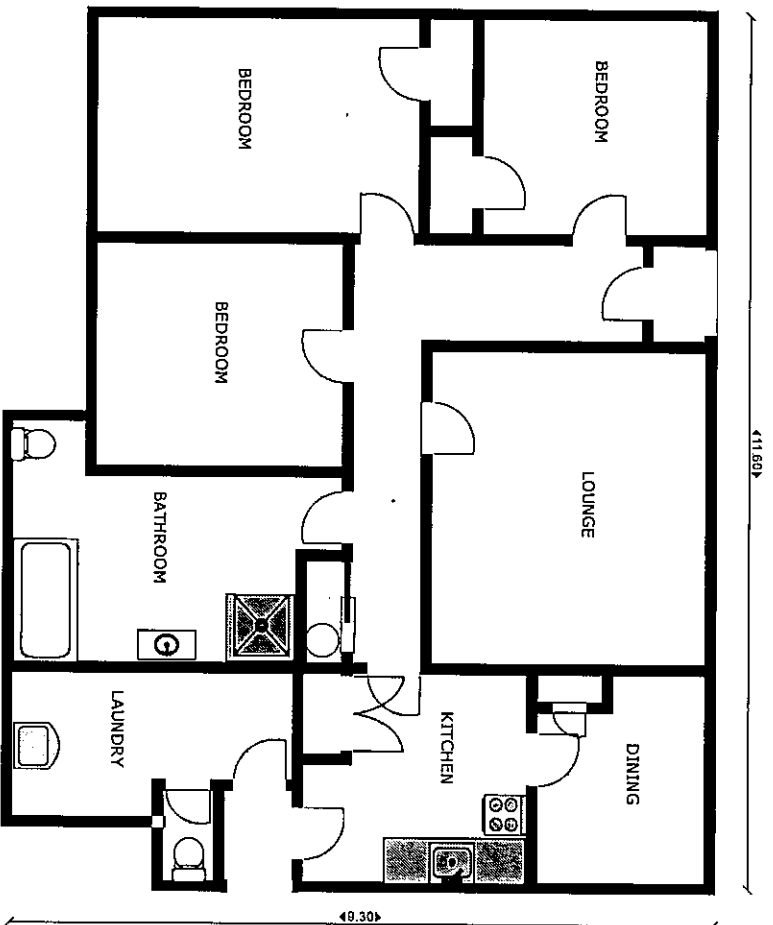 BEDROOM
BEDROOM
BEDROOM
LOUNGE
BATHROOM
LAUNDRY
KITCHEN
DINING
11.60
9.30